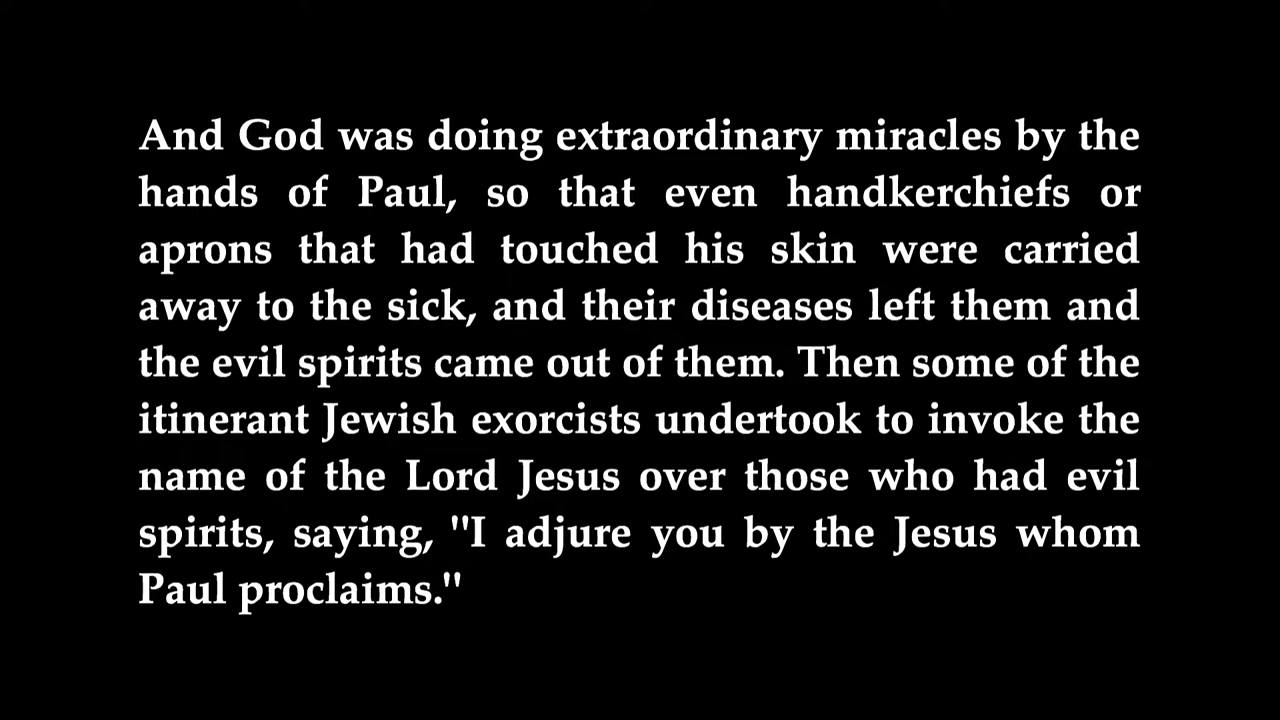 And God was doing extraordinary miracles by the
hands of Paul, so that even handkerchiefs or
aprons that had touched his skin were carried
away to the sick, and their diseases left them and
the evil spirits came out of them. Then some of the
itinerant Jewish exorcists undertook to invoke the
name of the Lord Jesus over those who had evil
spirits, saying, "I adjure you by the Jesus whom
Paul proclaims."